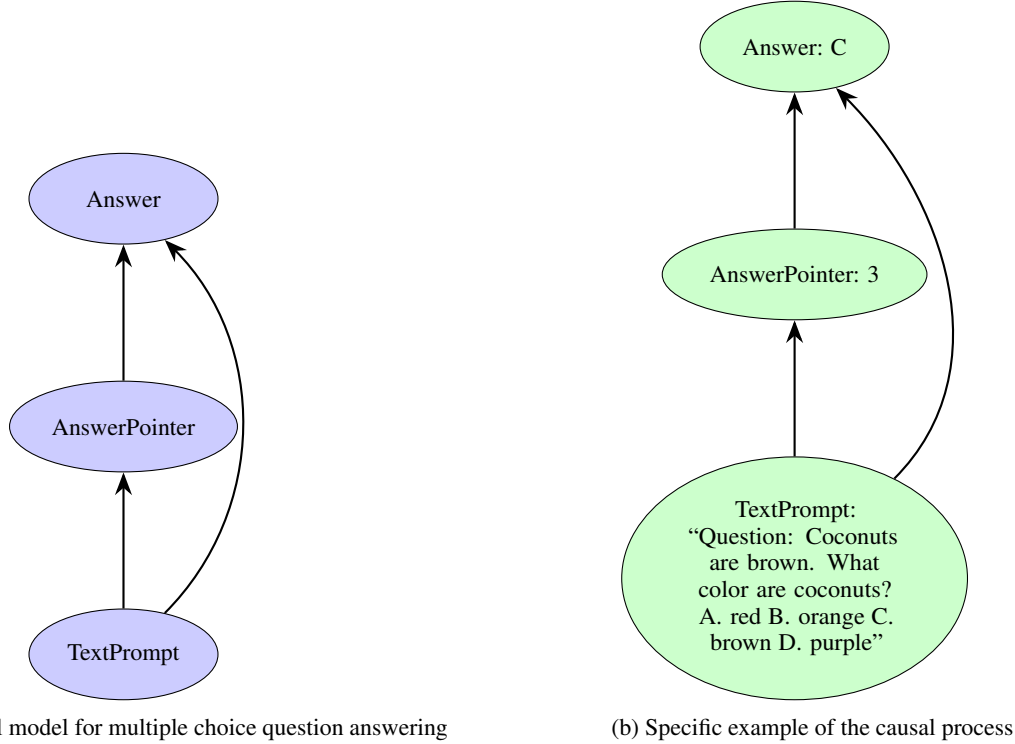 Answer
AnswerPointer
TextPrompt
model for multiple choice question answering
Answer: C
AnswerPointer: 3
TextPrompt:
“Question: Coconuts
are brown. What
color are coconuts?
A. red B. orange C.
brown D. purple”
(b) Specific example of the causal process